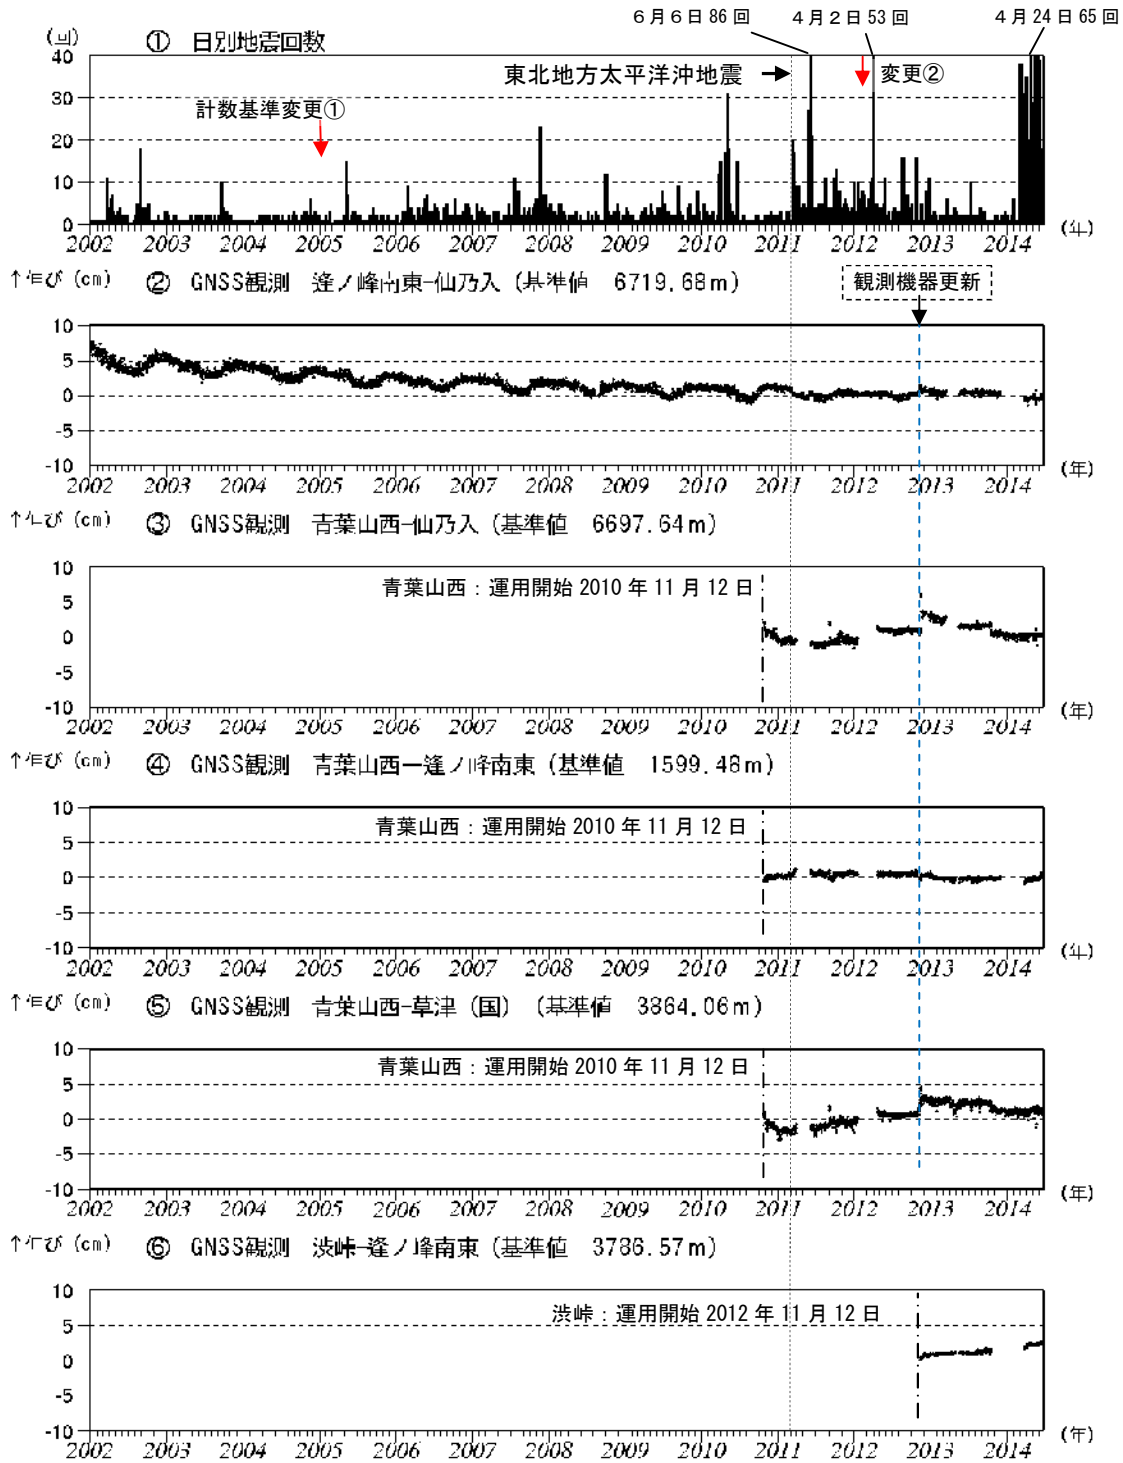 6月6日86回 4月2日53回 4月24日65回
(回) ① 日別地震回数
東北地方太平洋沖地震 変更②
計数基準変更①
40
30
20
10
0
2002 2003 2004 2005 2006 2007 2008 2009 2010 2011 2012 2013 2014 (年)
↑伸び (cm) ② GNSS観測 逢ノ峰南東-仙乃入 (基準値 6719.68m)
観測機器更新
10
5
0
-5
-10
2002 2003 2004 2005 2006 2007 2008 2009 2010 2011 2012 2013 2014 (年)
↑伸び (cm) ③ GNSS観測 青葉山西-仙乃入 (基準値 6697.64m)
青葉山西:運用開始 2010年11月12日
10
5
0
-5
-10
2002 2003 2004 2005 2006 2007 2008 2009 2010 2011 2012 2013 2014 (年)
↑伸び (cm) ④ GNSS観測 青葉山西ー逢ノ峰南東 (基準値 1599.48m)
青葉山西:運用開始 2010年11月12日
10
5
0
-5
-10
2002 2003 2004 2005 2006 2007 2008 2009 2010 2011 2012 2013 2014 (年)
↑伸び (cm) ⑤ GNSS観測 青葉山西-草津 (国) (基準値 3864.06m)
青葉山西:運用開始 2010年11月12日
10
5
0
-5
-10
2002 2003 2004 2005 2006 2007 2008 2009 2010 2011 2012 2013 2014 (年)
↑伸び (cm) ⑥ GNSS観測 渋峠-逢ノ峰南東 (基準値 3786.57m)
渋峠:運用開始 2012年11月12日
10
5
0
-5
-10
2002 2003 2004 2005 2006 2007 2008 2009 2010 2011 2012 2013 2014 (年)